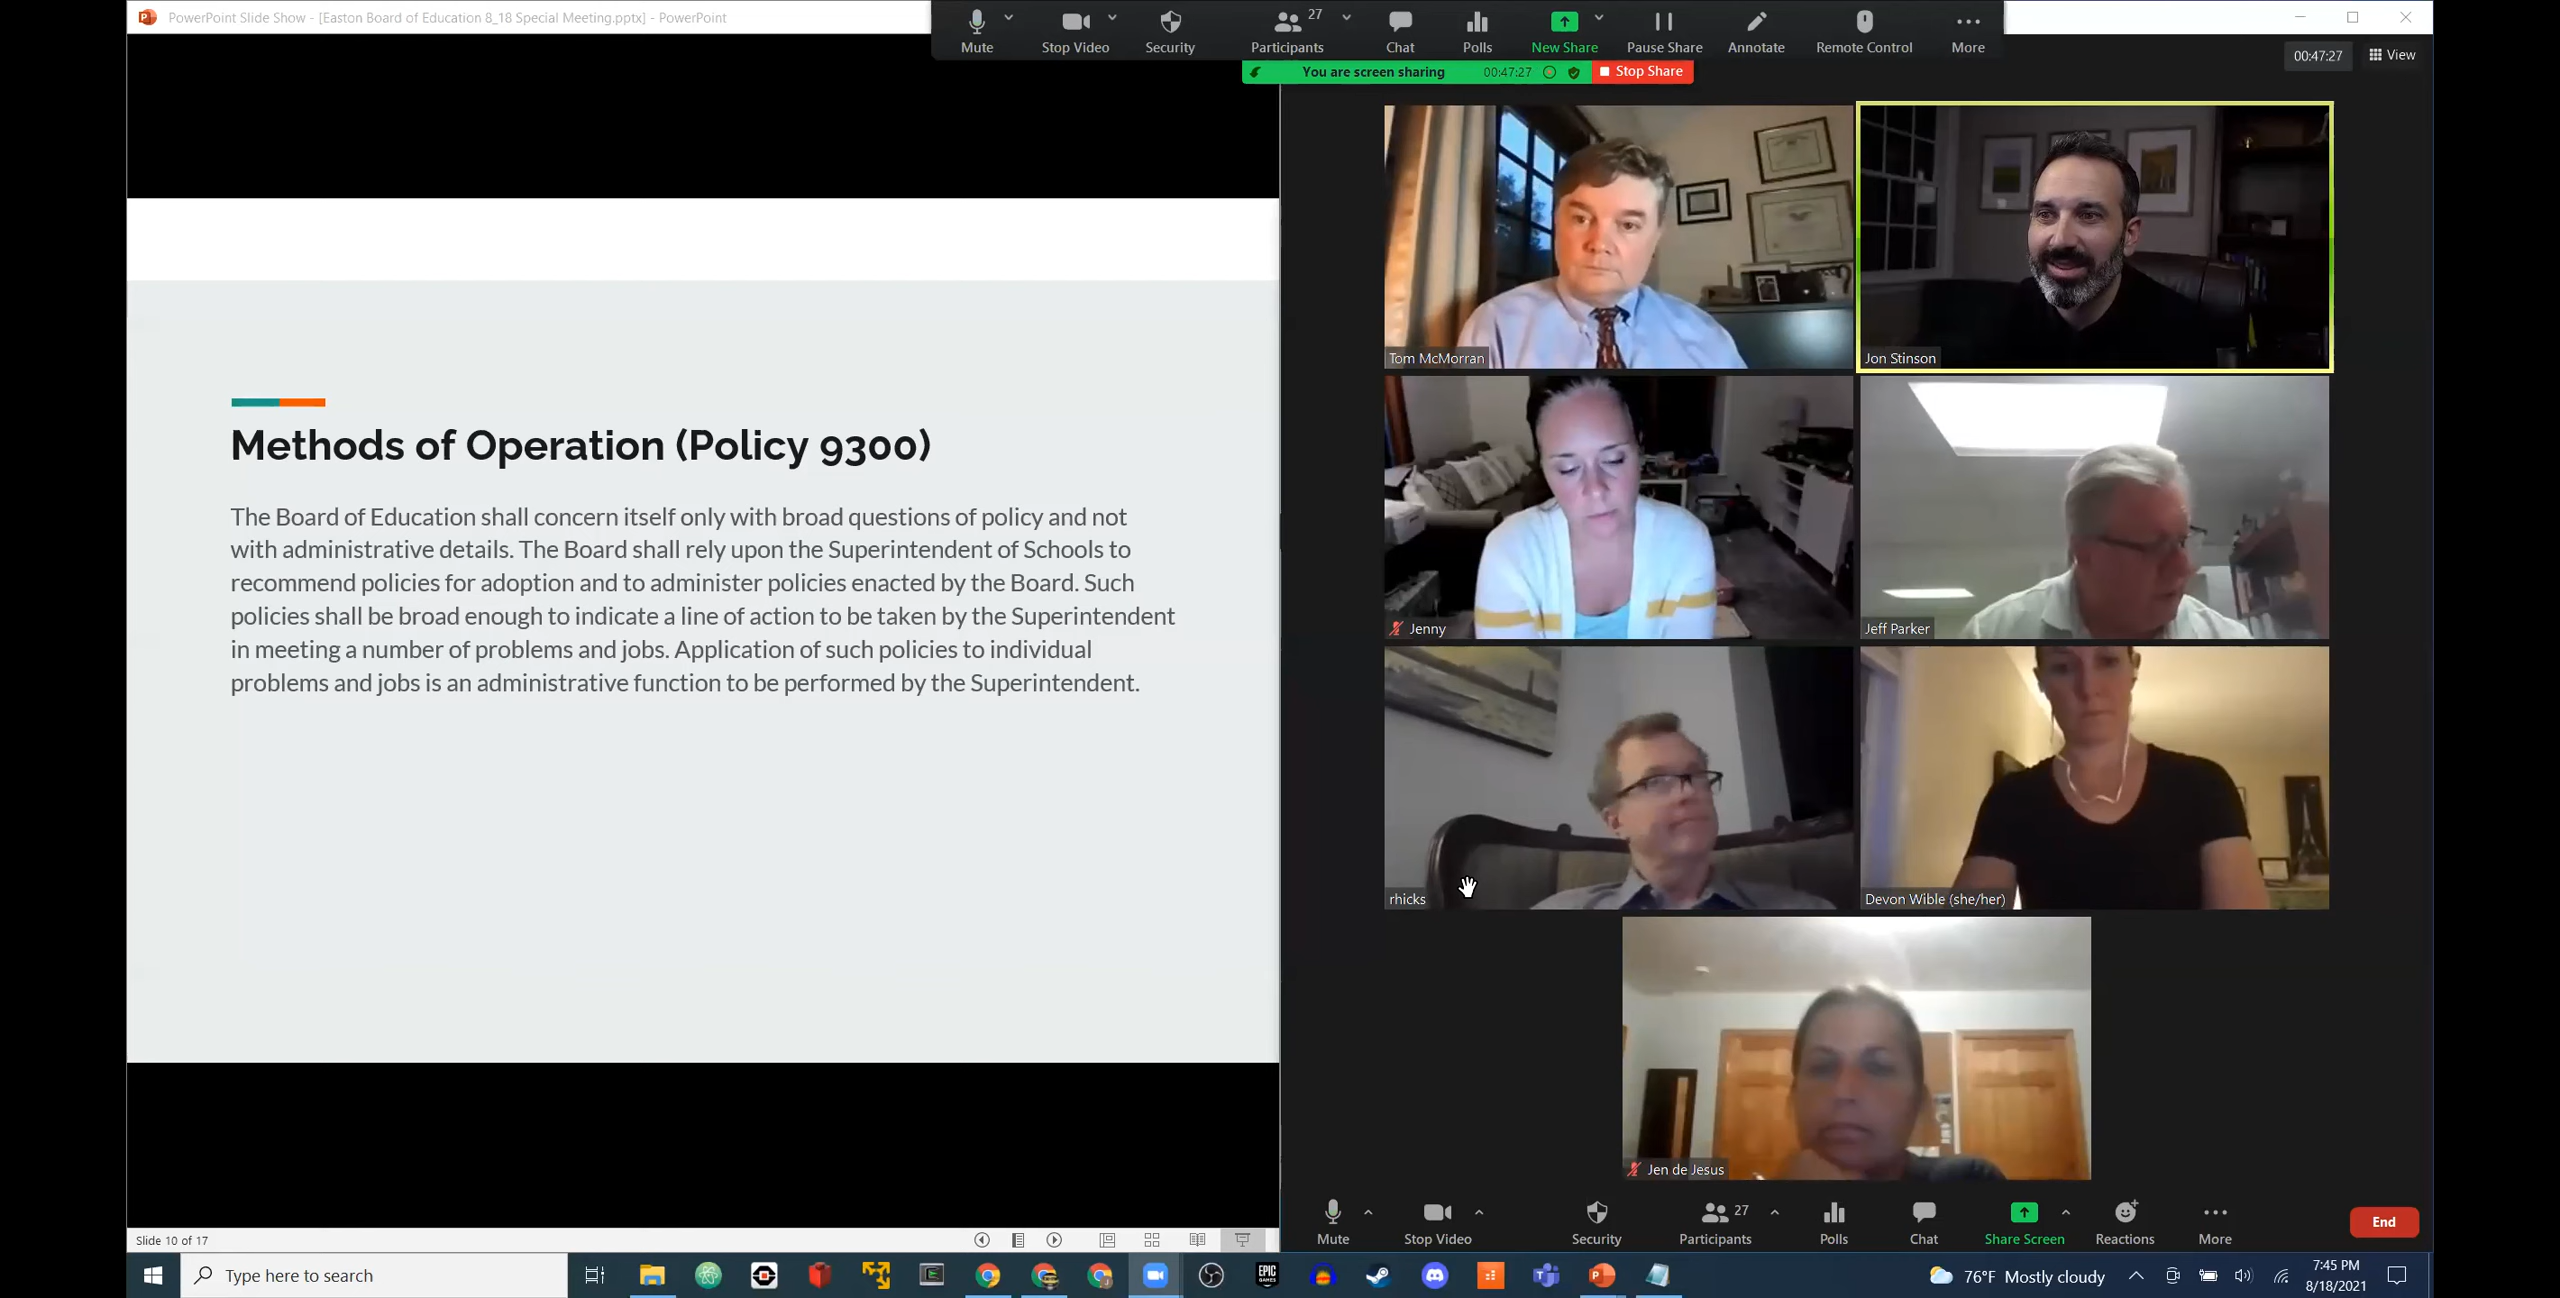 PowerPoint Slide Show - [Easton Board of Education 8_18 Special Meeting.pptx] - PowerPoint
Mute
Stop Video
Security
27
Participants
Chat
Polls
New Share
Pause Share
Annotate
Remote Control
More
You are screen sharing
00:47:27
Stop Share
00:47:27
View
Methods of Operation (Policy 9300)
The Board of Education shall concern itself only with broad questions of policy and not
with administrative details. The Board shall rely upon the Superintendent of Schools to
recommend policies for adoption and to administer policies enacted by the Board. Such
policies shall be broad enough to indicate a line of action to be taken by the Superintendent
in meeting a number of problems and jobs. Application of such policies to individual
problems and jobs is an administrative function to be performed by the Superintendent.
Tom McMorran
Jon Stinson
Jenny
Jeff Parker
rhicks
Devon Wible (she/her)
Jen de Jesus
Mute
Stop Video
Security
27
Participants
Polls
Chat
Share Screen
Reactions
More
End
Slide 10 of 17
Type here to search
EPIC
GAMES
76°F Mostly cloudy
7:45 PM
8/18/2021